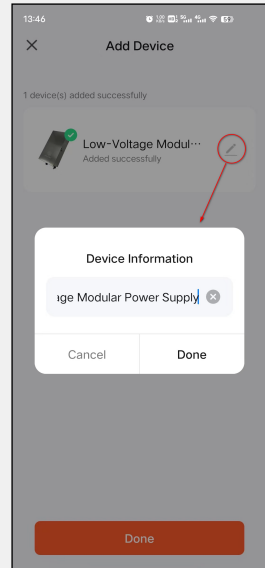 13:46
Add Device
1 device(s) added successfully
Low-Voltage Modul···
Added successfully
Device Information
age Modular Power Supply
Cancel
Done
Done